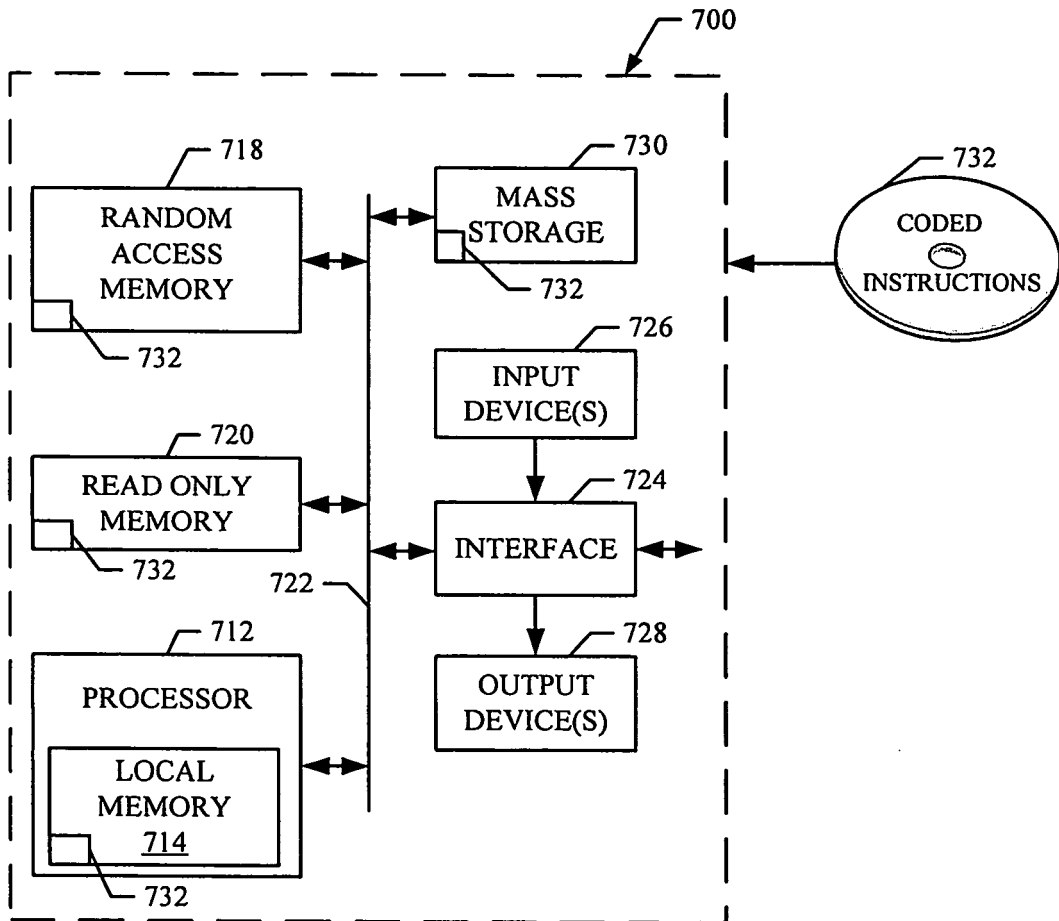 700
718
RANDOM
ACCESS
MEMORY
732
730
MASS
STORAGE
732
732
CODED
INSTRUCTIONS
726
INPUT
DEVICE(S)
720
READ ONLY
MEMORY
732
724
INTERFACE
722
712
PROCESSOR
LOCAL
MEMORY
714
732
728
OUTPUT
DEVICE(S)